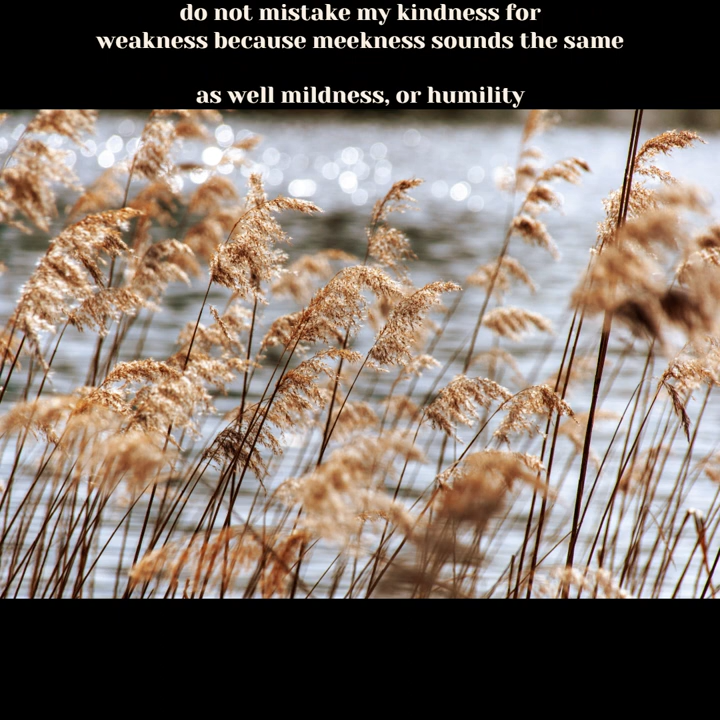 do not mistake my kindness for
weakness because meekness sounds the same
as well mildness, or humility